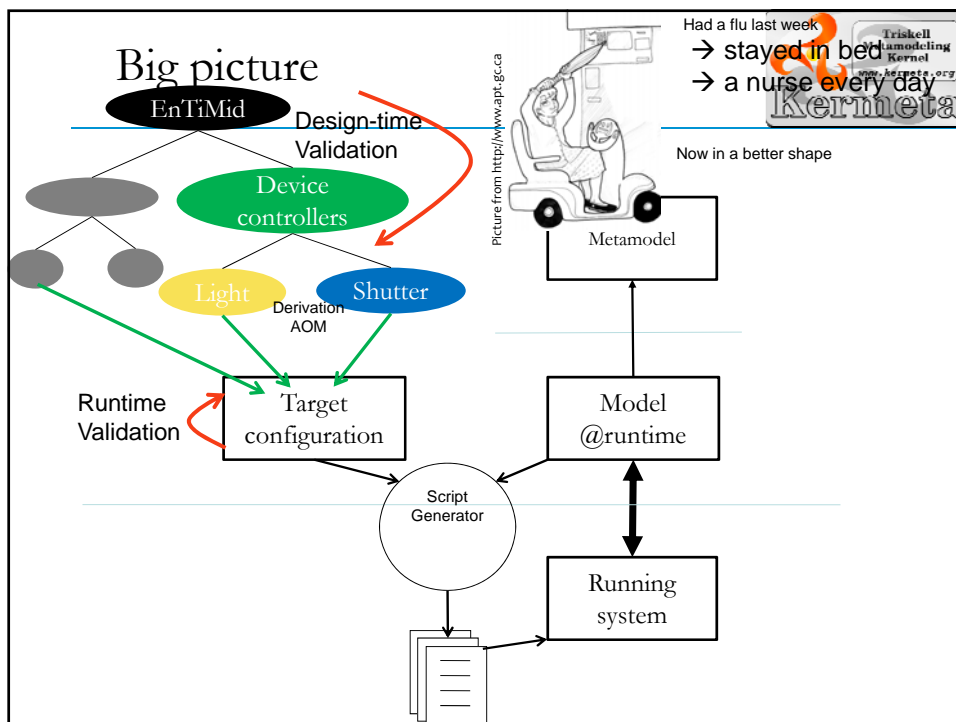 Big picture
EnTiMid
Design-time
Validation
Device
controllers
Light
Shutter
Derivation
AOM
Runtime
Validation
Target
configuration
Script
Generator
Picture from http://www.apt.gc.ca
Had a flu last week
→ stayed in bed
→ a nurse every day
Triskell
Metamodeling
Kernel
www.kermeta.org
Kermeta
Now in a better shape
Metamodel
Model
@runtime
Running
system